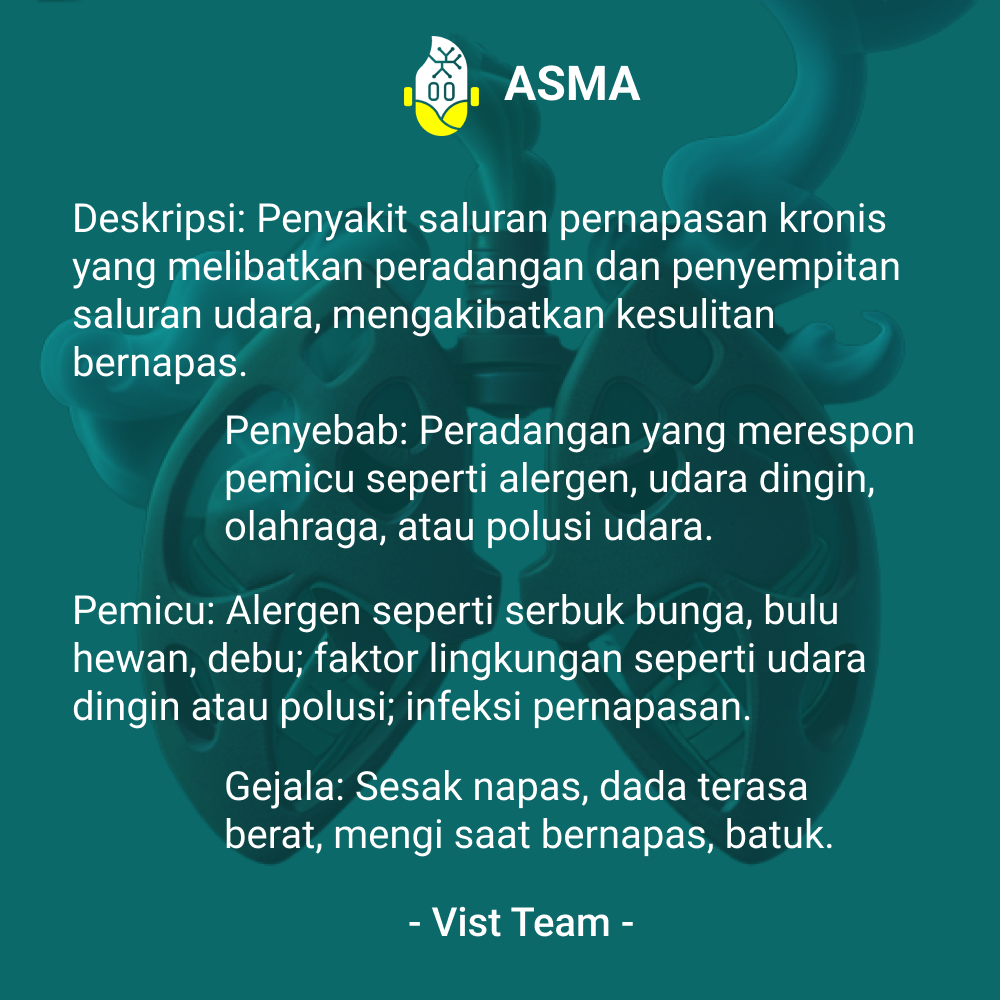 ASMA
Deskripsi: Penyakit saluran pernapasan kronis
yang melibatkan peradangan dan penyempitan
saluran udara, mengakibatkan kesulitan
bernapas.
Penyebab: Peradangan yang merespon
pemicu seperti alergen, udara dingin,
olahraga, atau polusi udara.
Pemicu: Alergen seperti serbuk bunga, bulu
hewan, debu; faktor lingkungan seperti udara
dingin atau polusi; infeksi pernapasan.
Gejala: Sesak napas, dada terasa
berat, mengi saat bernapas, batuk.
- Vist Team -